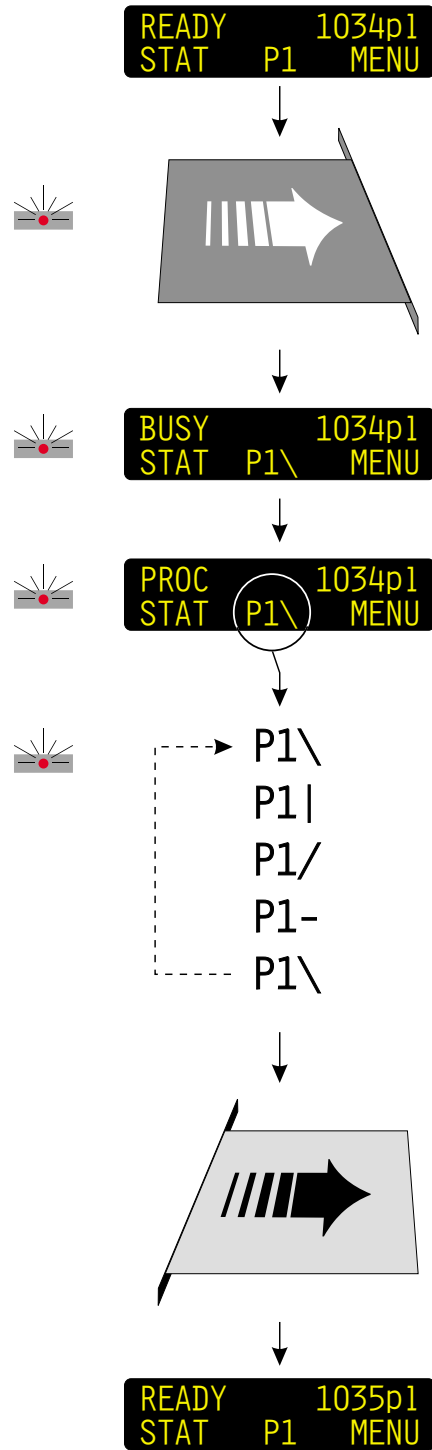 READY 1034pl
STAT P1 MENU
BUSY 1034pl
STAT P1\ MENU
PROC 1034pl
STAT P1\ MENU
P1\
P1|
P1/
P1-
P1\
READY 1035pl
STAT P1 MENU